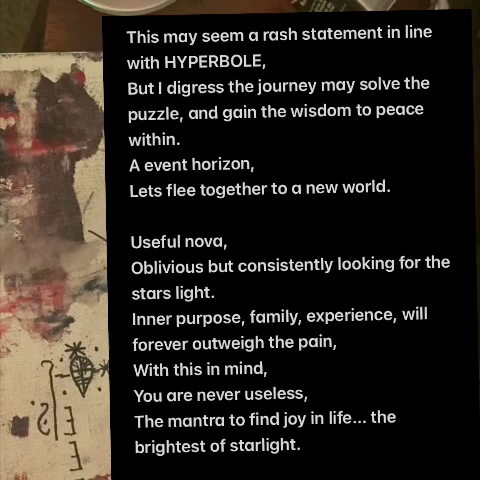 This may seem a rash statement in line
with HYPERBOLE,
But I digress the journey may solve the
puzzle, and gain the wisdom to peace
within.
A event horizon,
Lets flee together to a new world.
Useful nova,
Oblivious but consistently looking for the
stars light.
Inner purpose, family, experience, will
forever outweigh the pain,
With this in mind,
You are never useless,
The mantra to find joy in life... the
brightest of starlight.